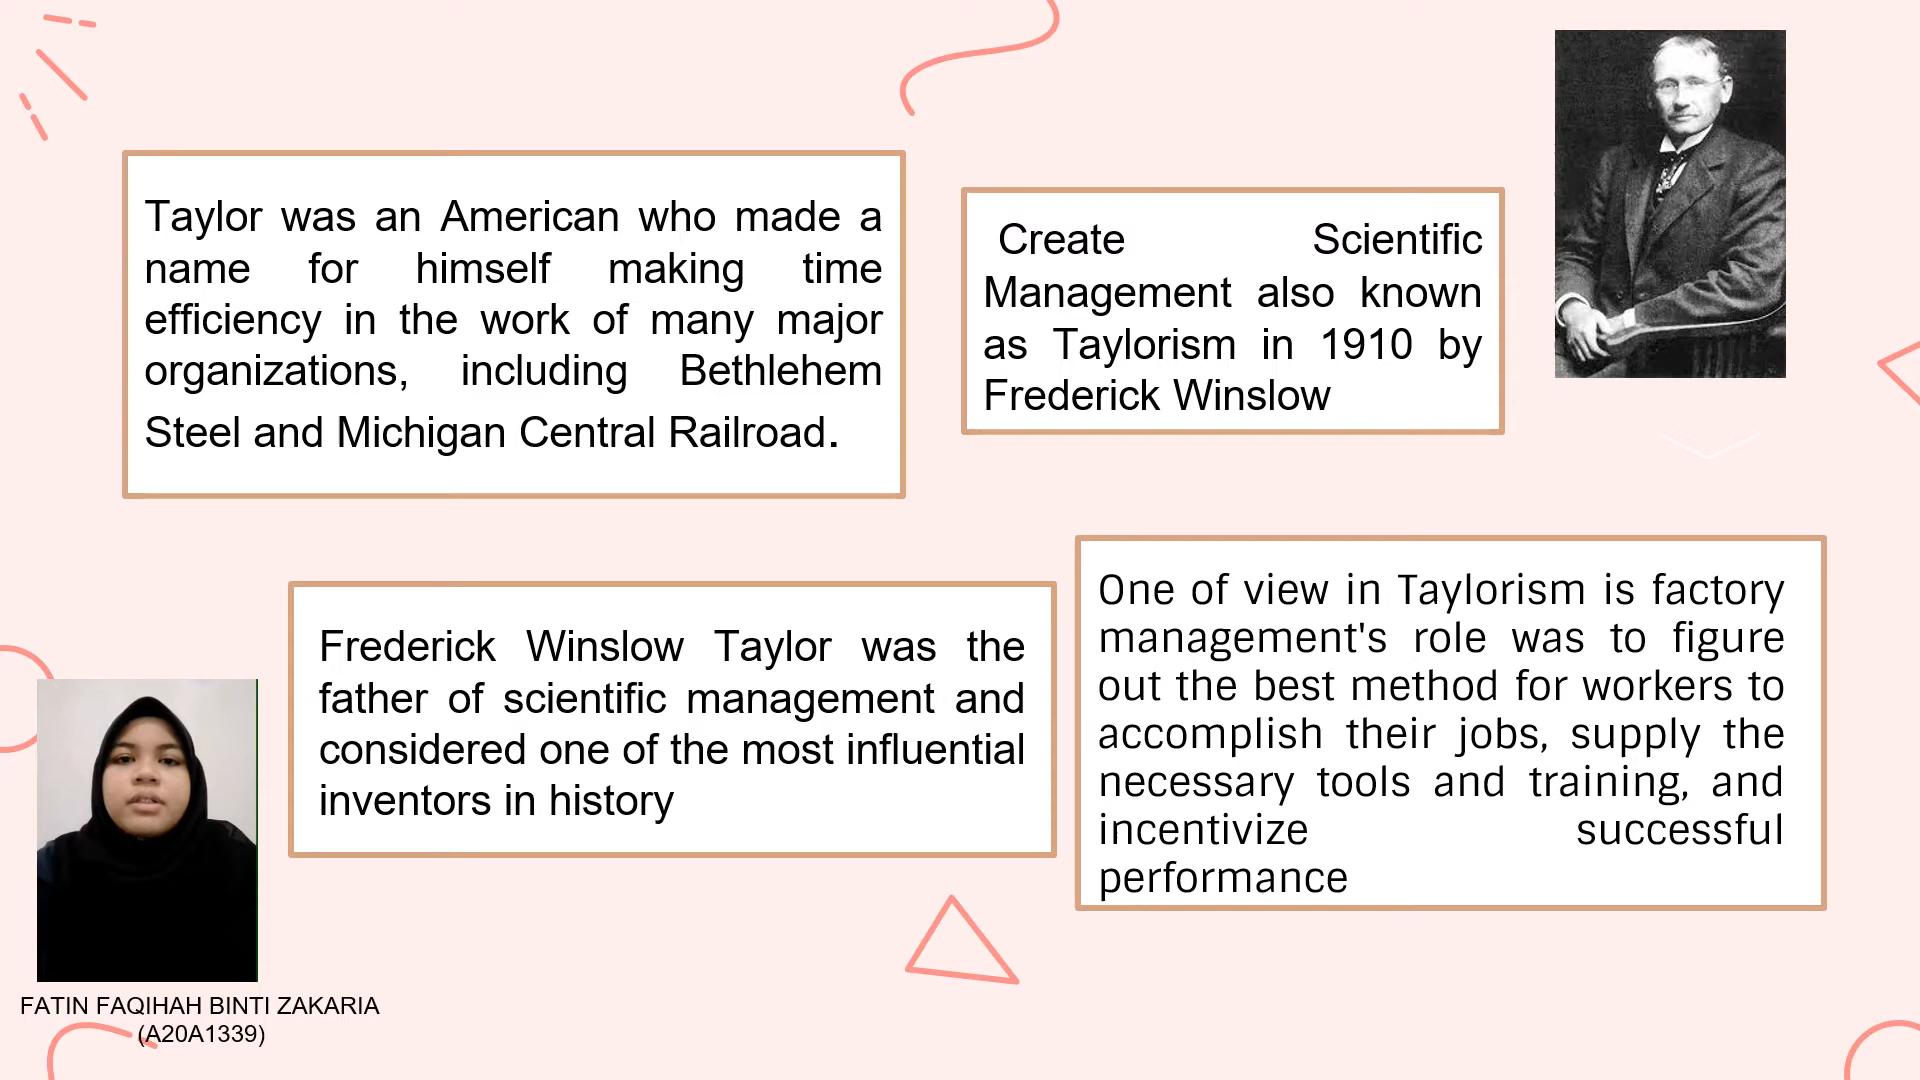 Taylor was an American who made a
name for himself making time
efficiency in the work of many major
organizations, including Bethlehem
Steel and Michigan Central Railroad.
Create Scientific
Management also known
as Taylorism in 1910 by
Frederick Winslow
Frederick Winslow Taylor was the
father of scientific management and
considered one of the most influential
inventors in history
One of view in Taylorism is factory
management's role was to figure
out the best method for workers to
accomplish their jobs, supply the
necessary tools and training, and
incentivize successful
performance
FATIN FAQIHAH BINTI ZAKARIA
(A20A1339)